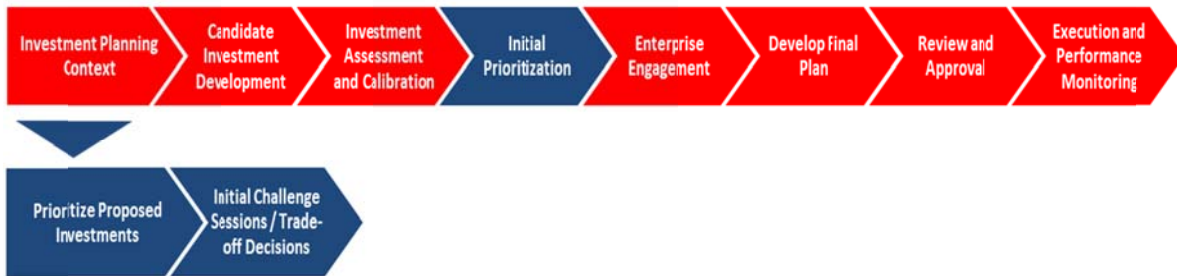 Investment Planning
Context
Candidate
Investment
Development
Investment
Assessment
and Calibration
Initial
Prioritization
Enterprise
Engagement
Develop Final
Plan
Review and
Approval
Execution and
Performance
Monitoring
Prioritize Proposed
Investments
Initial Challenge
Sessions / Trade-
off Decisions